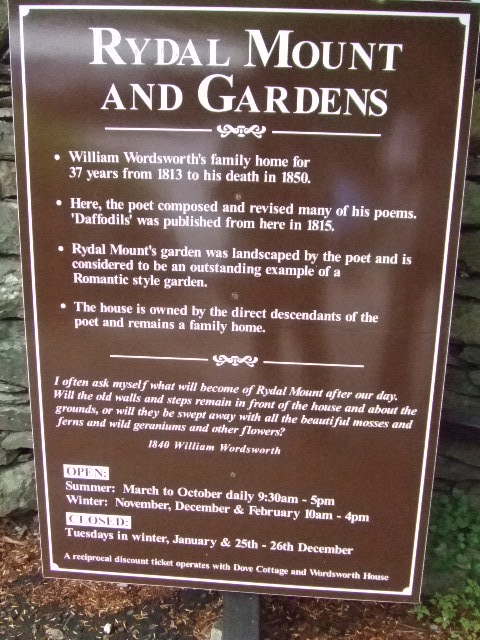 RYDAL MOUNT
AND GARDENS
• William Wordsworth's family home for
37 years from 1813 to his death in 1850.
• Here, the poet composed and revised many of his poems.
'Daffodils' was published from here in 1815.
• Rydal Mount's garden was landscaped by the poet and is
considered to be an outstanding example of a
Romantic style garden.
• The house is owned by the direct descendants of the
poet and remains a family home.
I often ask myself what will become of Rydal Mount after our day.
Will the old walls and steps remain in front of the house and about the
grounds, or will they be swept away with all the beautiful mosses and
ferns and wild geraniums and other flowers?
1840 William Wordsworth
OPEN:
Summer: March to October daily 9:30am - 5pm
Winter: November, December & February 10am - 4pm
CLOSED:
Tuesdays in winter, January & 25th - 26th December
A reciprocal discount ticket operates with Dove Cottage and Wordsworth House